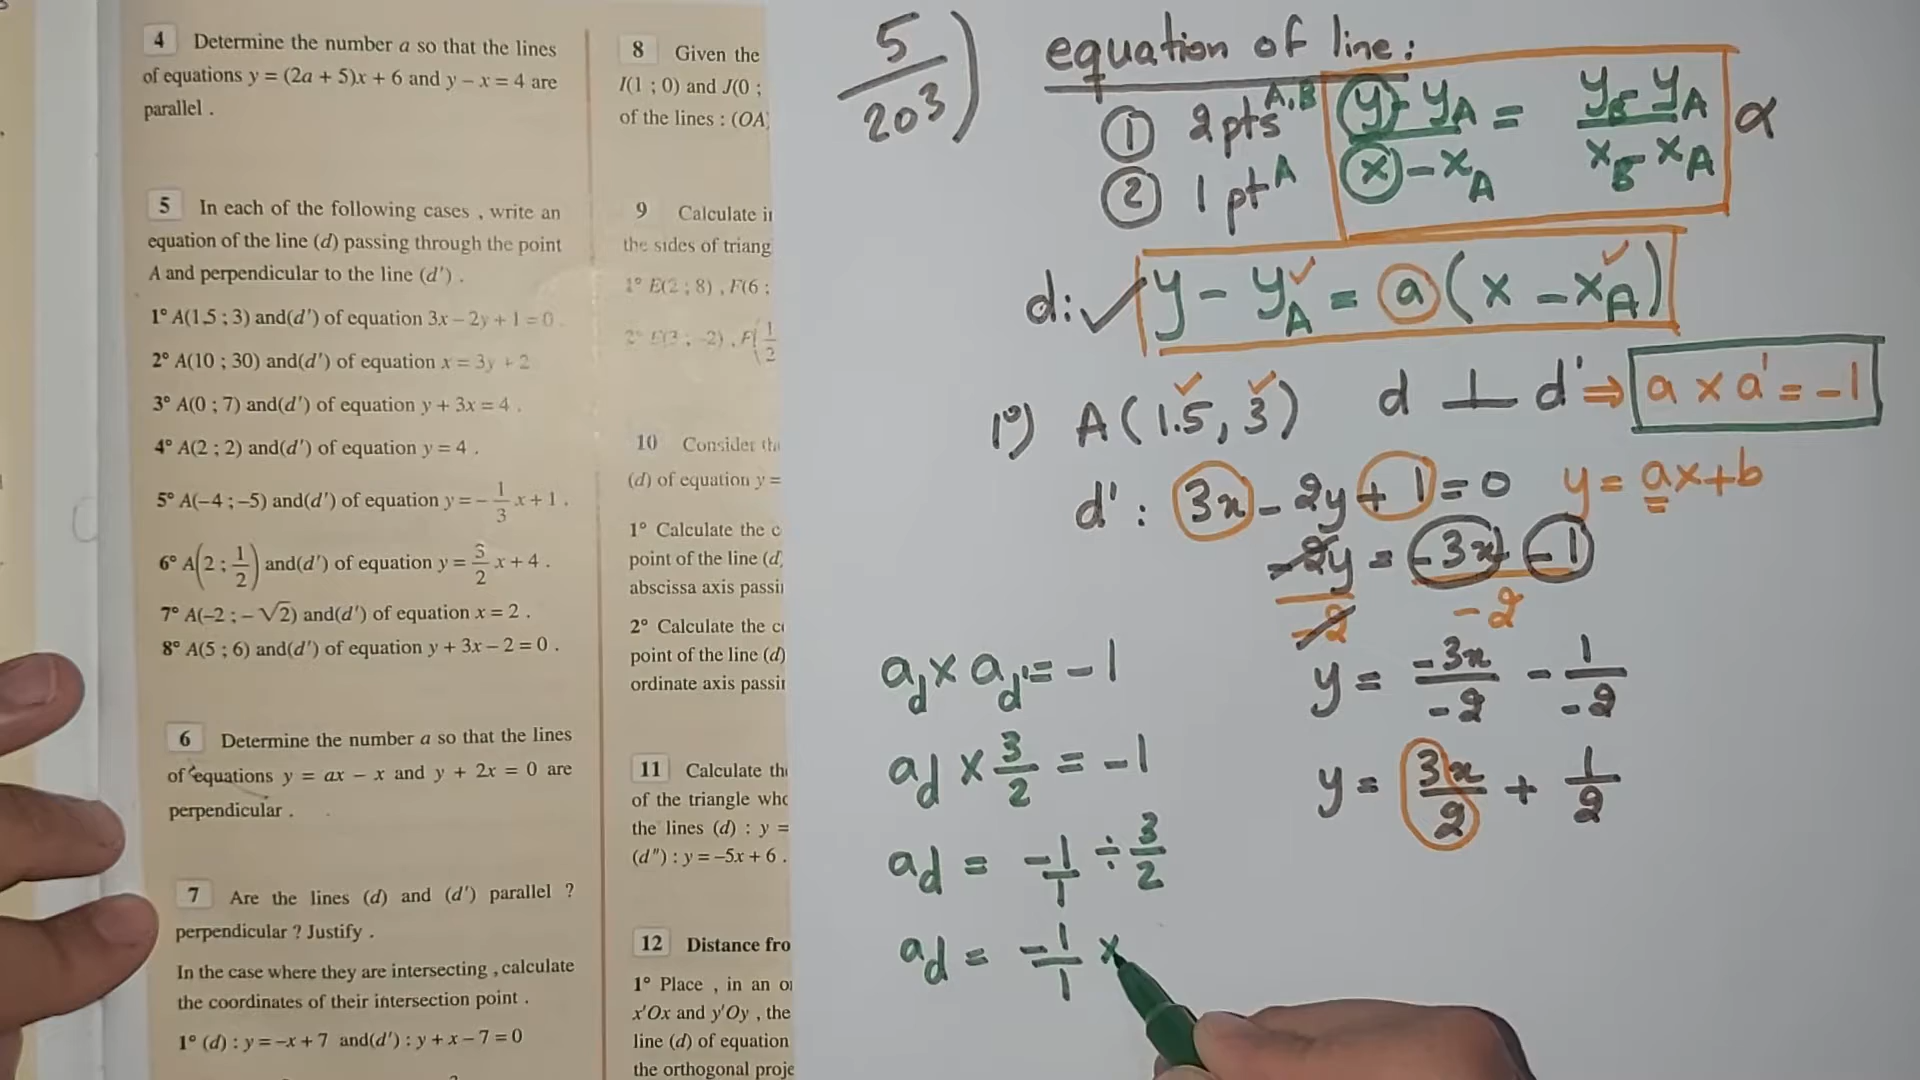 4 Determine the number a so that the lines
of equations y = (2a + 5)x + 6 and y – x = 4 are
parallel .
5 In each of the following cases , write an
equation of the line (d) passing through the point
A and perpendicular to the line (d') .
1° A(1.5 ; 3) and(d') of equation 3x – 2y + 1 = 0 .
2° A(10 ; 30) and(d') of equation x = 3y + 2
3° A(0 ; 7) and(d') of equation y + 3x = 4 .
4° A(2 ; 2) and(d') of equation y = 4 .
5° A(–4 ; –5) and(d') of equation y = – 1/3 x + 1 .
6° A(2 ; 1/2) and(d') of equation y = 5/2 x + 4 .
7° A(–2 ; – √2) and(d') of equation x = 2 .
8° A(5 ; 6) and(d') of equation y + 3x – 2 = 0 .
6 Determine the number a so that the lines
of equations y = ax – x and y + 2x = 0 are
perpendicular .
7 Are the lines (d) and (d') parallel ?
perpendicular ? Justify .
In the case where they are intersecting , calculate
the coordinates of their intersection point .
1° (d) : y = –x + 7 and(d') : y + x – 7 = 0
8 Given the
I(1 ; 0) and J(0 ;
of the lines : (OA)
9 Calculate
the sides of triang
1° E(2 ; 8) , F(6 ;
2° E(3 ; –2) , F(1/2
10 Consider
(d) of equation y =
1° Calculate the
point of the line (d)
abscissa axis
2° Calculate the
point of the line (d)
ordinate axis
11 Calculate
of the triangle
the lines (d) : y =
(d'') : y = –5x + 6 .
12 Distance
1° Place , in an
x'Ox and y'Oy , the
line (d) of equation
the orthogonal
5/203)
equation of line:
① 2pts A,B
② 1 pt A
y - yA / x - xA = yB - yA / xB - xA
d: ✓ y - yA = a (x - xA)
1°) A(1.5, 3) d ⊥ d' ⇒ a x a' = -1
d' : 3x - 2y + 1 = 0 y = ax+b
-2y/-2 = -3x - 1/-2
y = -3x/-2 - 1/-2
y = 3x/2 + 1/2
ad x ad' = -1
ad x 3/2 = -1
ad = -1/1 ÷ 3/2
ad = -1/1 x